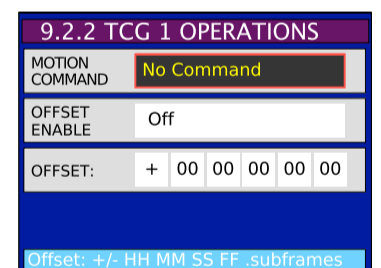 9.2.2 TCG 1 OPERATIONS
MOTION
COMMAND
No Command
OFFSET
ENABLE
Off
OFFSET: + 00 00 00 00 00
Offset: +/- HH MM SS FF .subframes